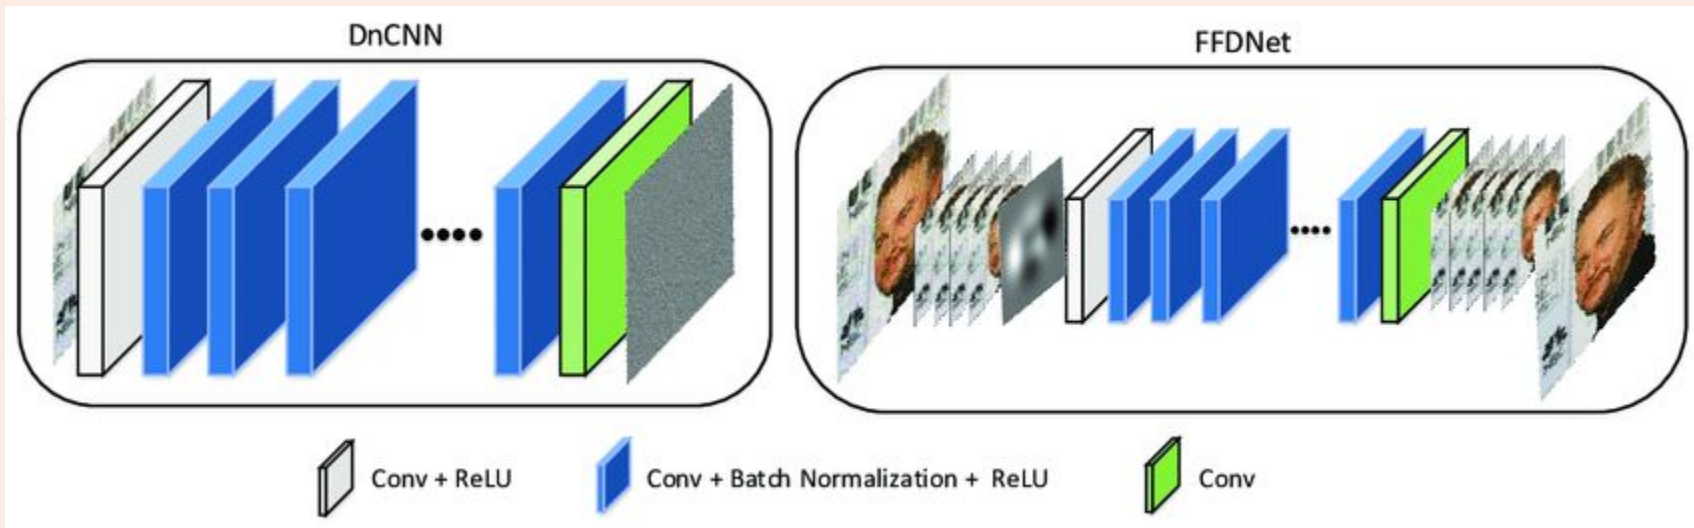 DnCNN
FFDNet
Conv + ReLU
Conv + Batch Normalization + ReLU
Conv